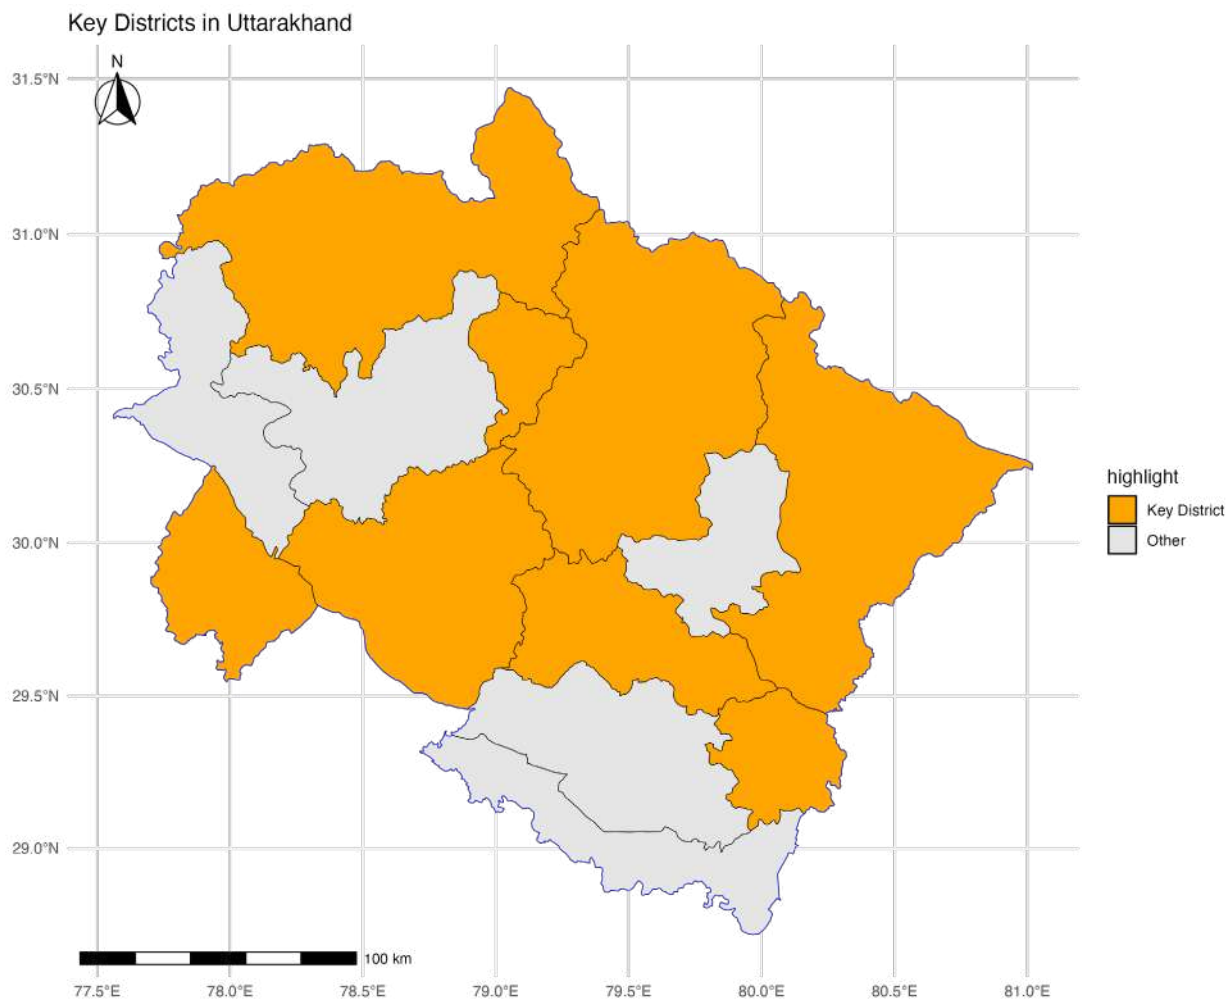 Key Districts in Uttarakhand
N
31.5°N
31.0°N
30.5°N
30.0°N
29.5°N
29.0°N
highlight
Key District
Other
100 km
77.5°E 78.0°E 78.5°E 79.0°E 79.5°E 80.0°E 80.5°E 81.0°E